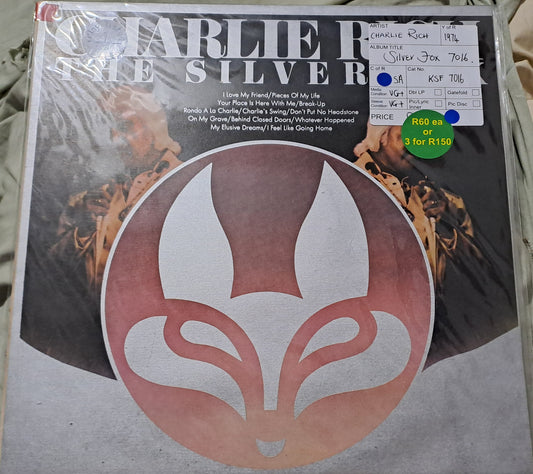 CHARLIE R
THE SILVER
I Love My Friend/Pieces Of My Life
Your Place Is Here With Me/Break-Up
Rondo A La Charlie/Charlie's Swing/Don't Put No Headstone
On My Grave/Behind Closed Doors/Whatever Happened
My Elusive Dreams/I Feel Like Going Home
ARTIST Y of R
CHARLIE RICH 1974
ALBUM TITLE
Silver Fox 7016.
C of R Cat No.
SA KSF 7016
Media Condition VG+ Dbl LP Gatefold
Sleeve Condition VG+ Pic/Lyric Inner Pic Disc
PRICE
R60 ea
or
3 for R150